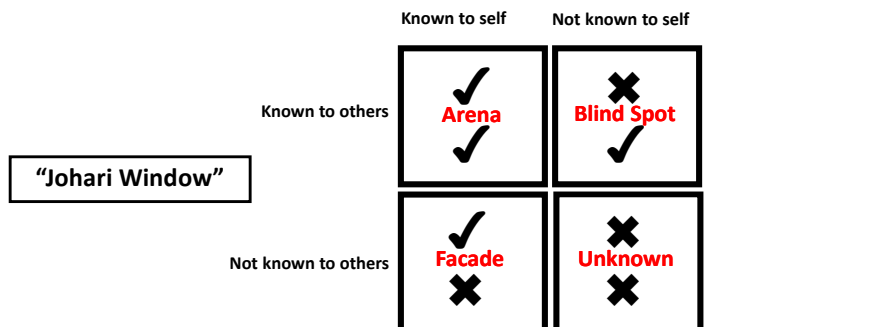 Known to self
Not known to self
Known to others
Arena
Blind Spot
“Johari Window”
Not known to others
Facade
Unknown